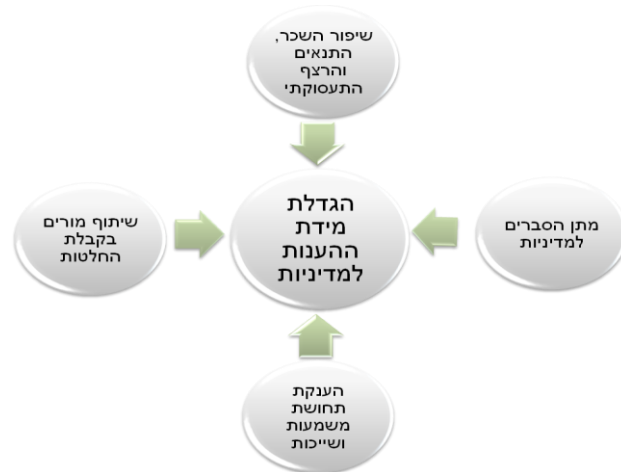 שיפור השכר,
התנאים
והרצף
התעסוקתי
מתן הסברים
למדיניות
הגדלת
מידת
ההענות
למדיניות
שיתוף מורים
בקבלת
החלטות
הענקת
תחושת
משמעות
ושייכות